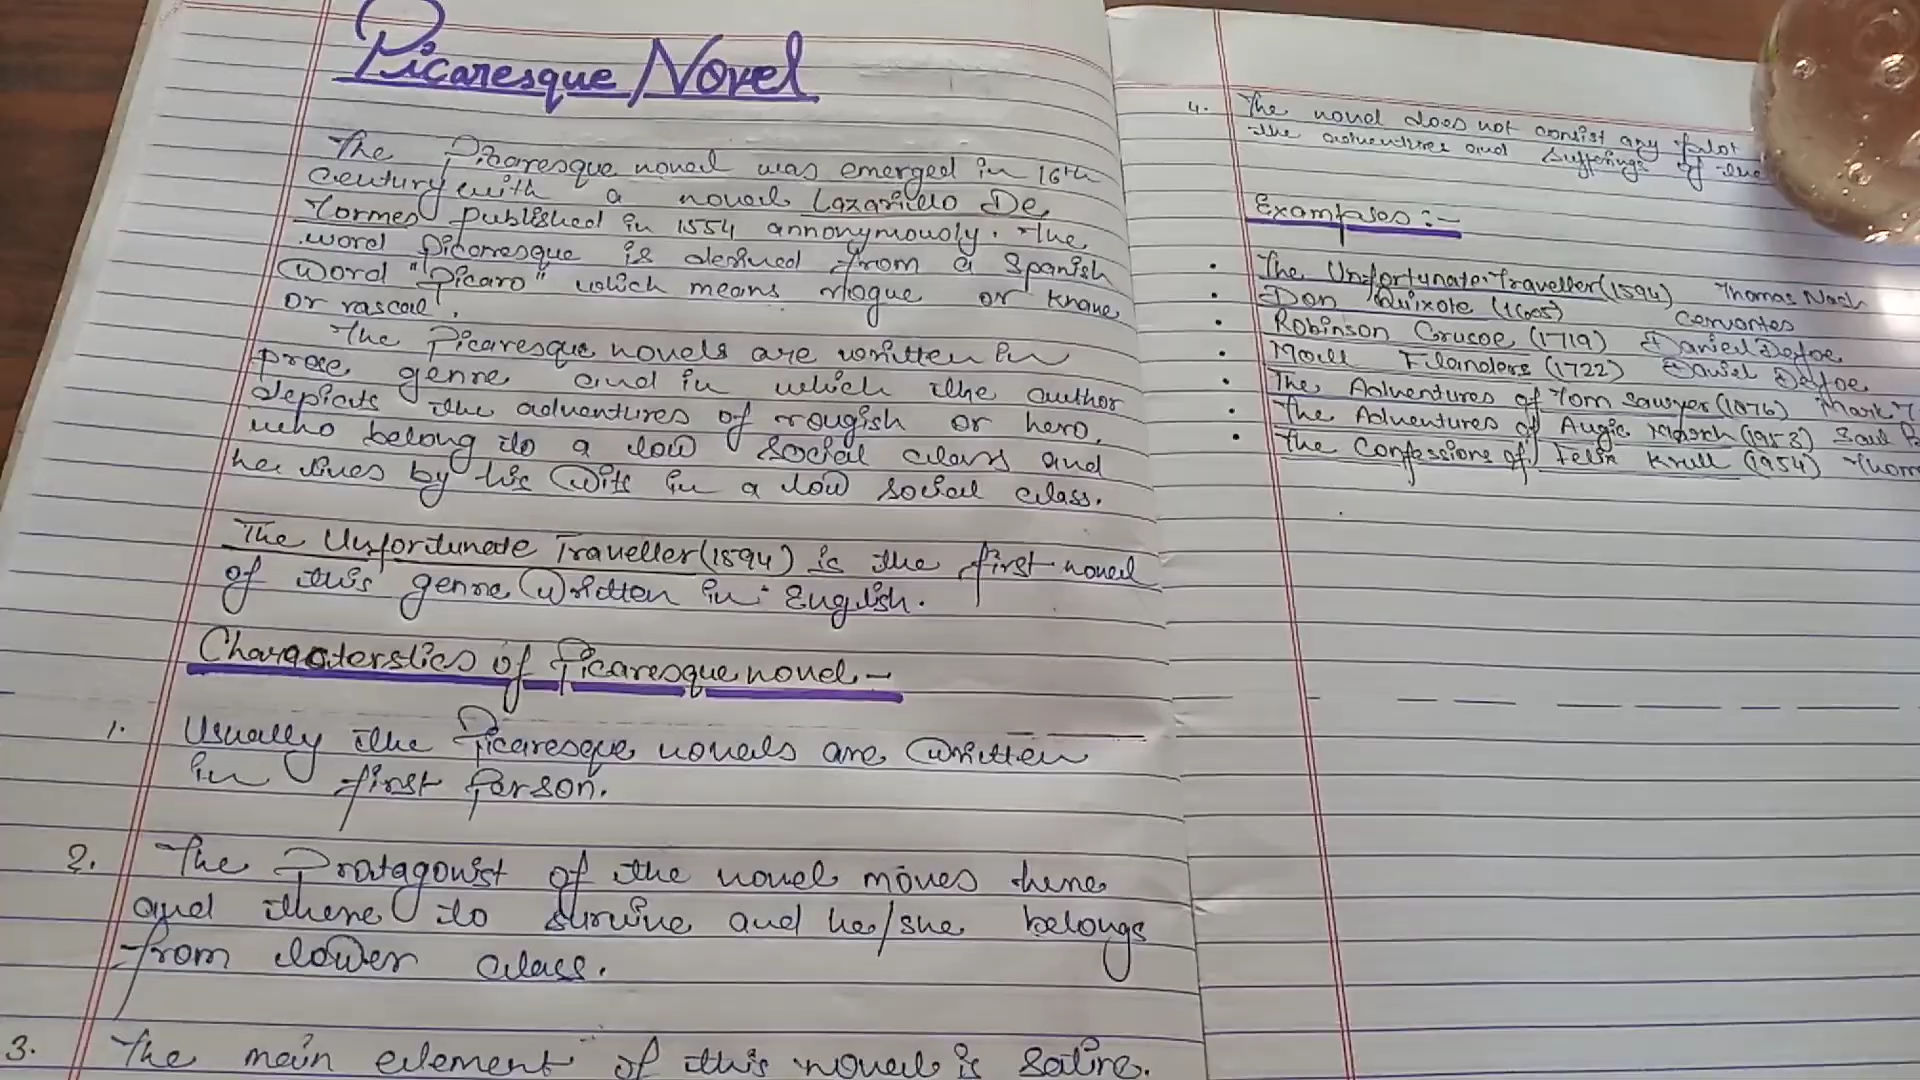 Picaresque Novel
The Picaresque novel was emerged in 16th
century with a novel Lazarillo De
Tormes published in 1554 annonymously. The
word picorresque is derived from a Spanish
word "picaro" which means rogue or knave
or rascal.
The Picaresque novels are written in
prose genre and in which the author
depicts the adventures of rougish or hero,
who belong to a low social class and
he lives by his wits in a low social class.
The Unfortunate Traveller (1594) is the first novel
of this genre written in English.
Characterstics of Picaresque novel -
1. Usually the Picaresque novels are written
in first person.
2. The Protagonist of the novel moves here
and there to survive and he/she belongs
from lower class.
3. The main element of this novel is satire.
4. The novel does not consist any plot
the adventures and sufferings of the
Examples :-
• The Unfortunate Traveller (1594) Thomas Nash
• Don Quixote (1605) Cervantes
• Robinson Crucoe (1719) Daniel Defoe
• Moll Flanders (1722) Daniel Defoe
• The Adventures of Tom Sawyer (1876) Mark
• The Adventures of Augie March (1953) Saul
• The Confessions of Felix Krull (1954) Thom